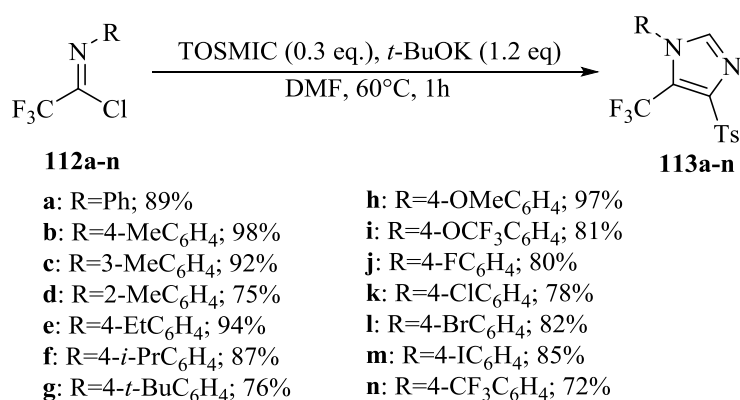 R
N
F₃C
Cl
112a-n
TOSMIC (0.3 eq.), t-BuOK (1.2 eq)
DMF, 60°C, 1h
R
N
N
F₃C
Ts
113a-n
a: R=Ph; 89%
b: R=4-MeC₆H₄; 98%
c: R=3-MeC₆H₄; 92%
d: R=2-MeC₆H₄; 75%
e: R=4-EtC₆H₄; 94%
f: R=4-i-PrC₆H₄; 87%
g: R=4-t-BuC₆H₄; 76%
h: R=4-OMeC₆H₄; 97%
i: R=4-OCF₃C₆H₄; 81%
j: R=4-FC₆H₄; 80%
k: R=4-ClC₆H₄; 78%
l: R=4-BrC₆H₄; 82%
m: R=4-IC₆H₄; 85%
n: R=4-CF₃C₆H₄; 72%